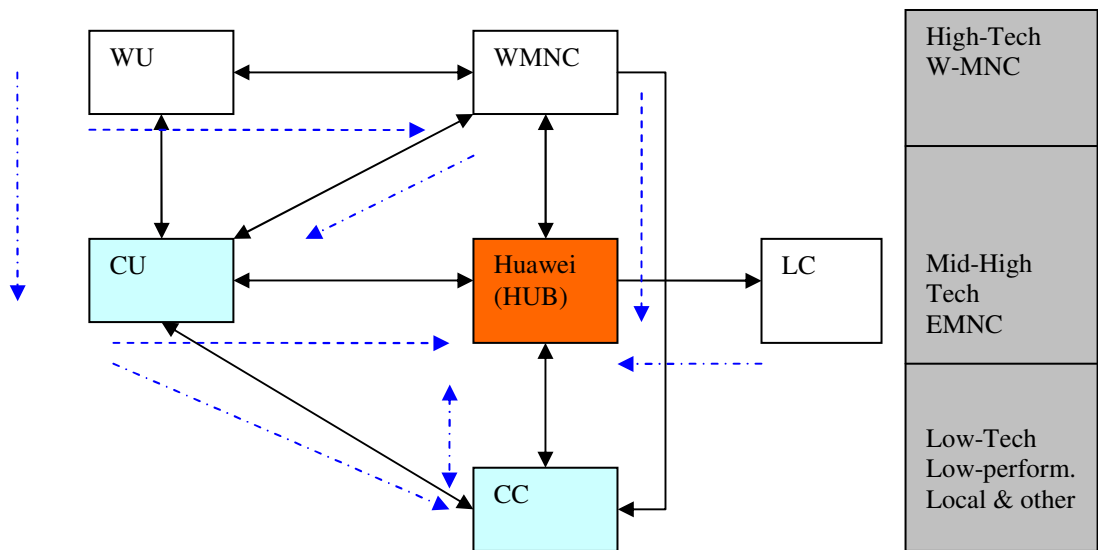 WU
WMNC
High-Tech
W-MNC
CU
Huawei
(HUB)
LC
Mid-High
Tech
EMNC
CC
Low-Tech
Low-perform.
Local & other